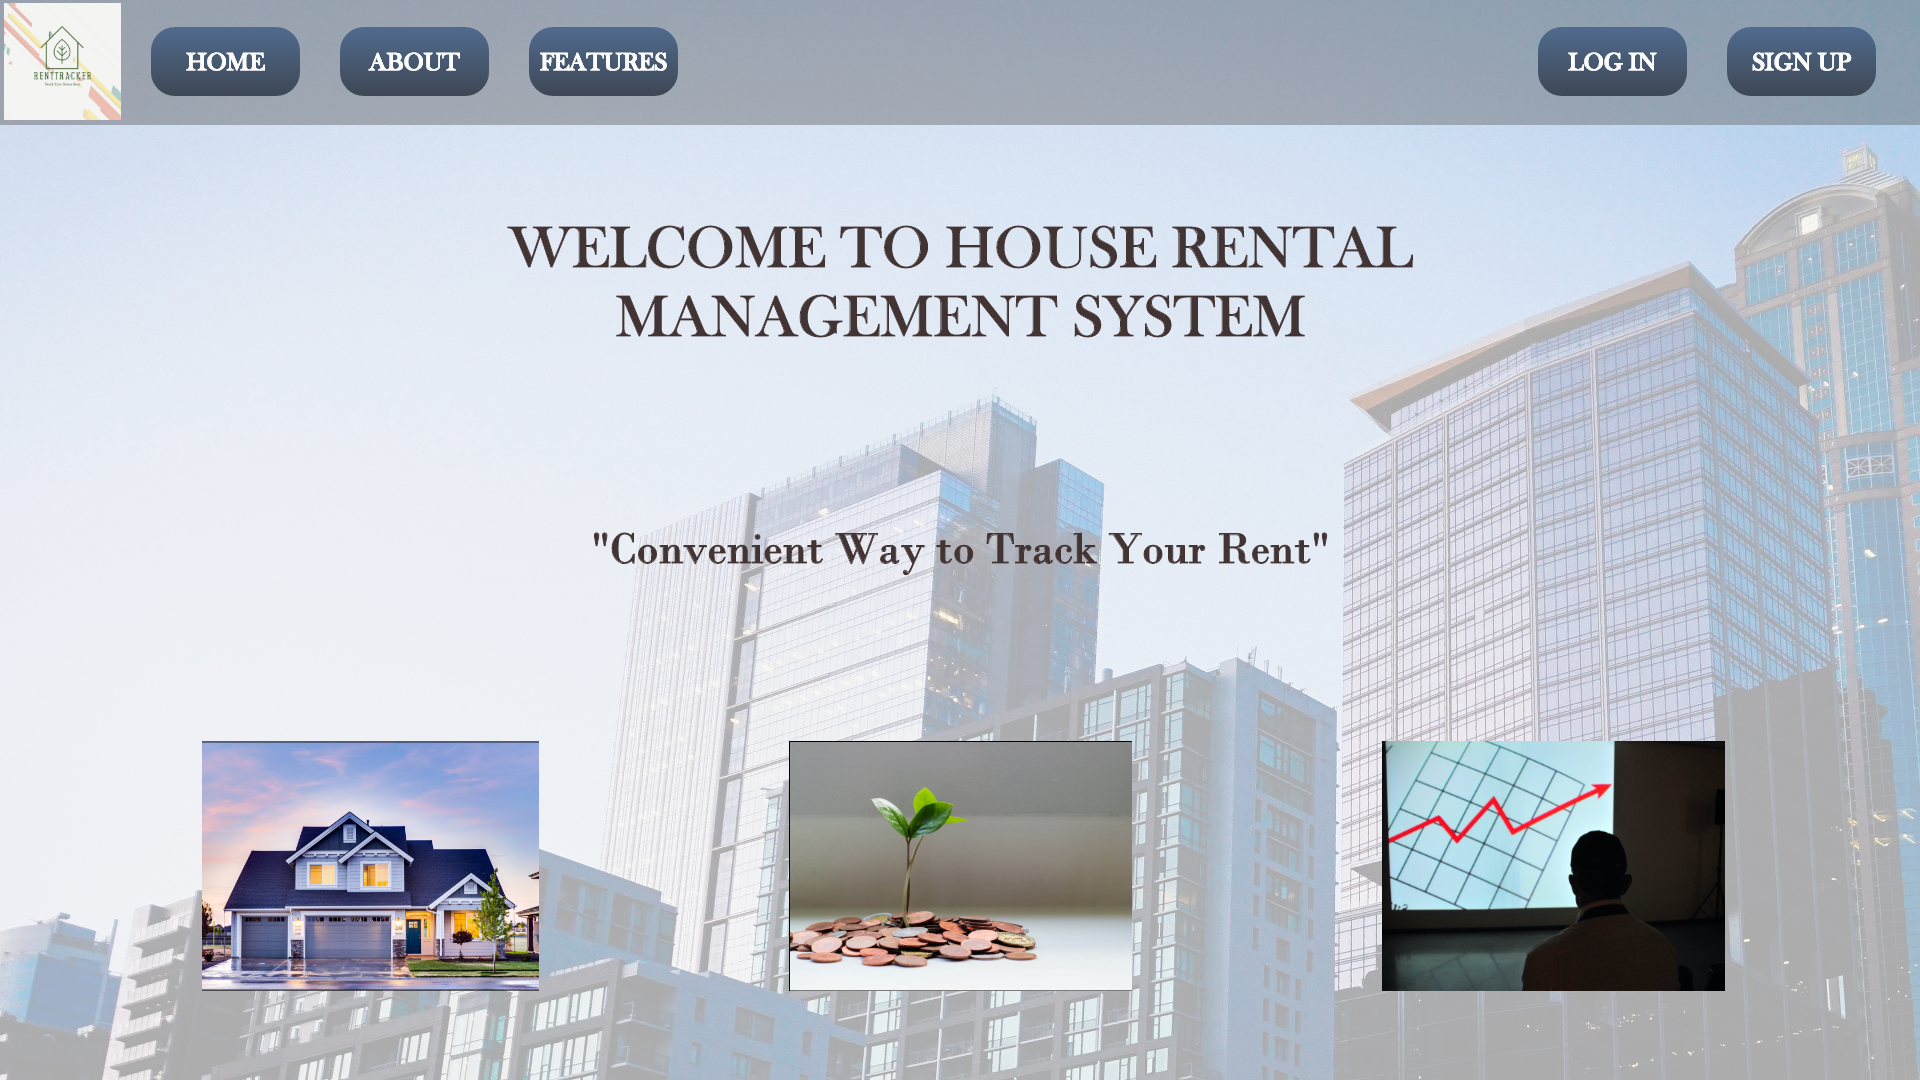 RENTTRACKER
HOME
ABOUT
FEATURES
LOG IN
SIGN UP
WELCOME TO HOUSE RENTAL
MANAGEMENT SYSTEM
"Convenient Way to Track Your Rent"